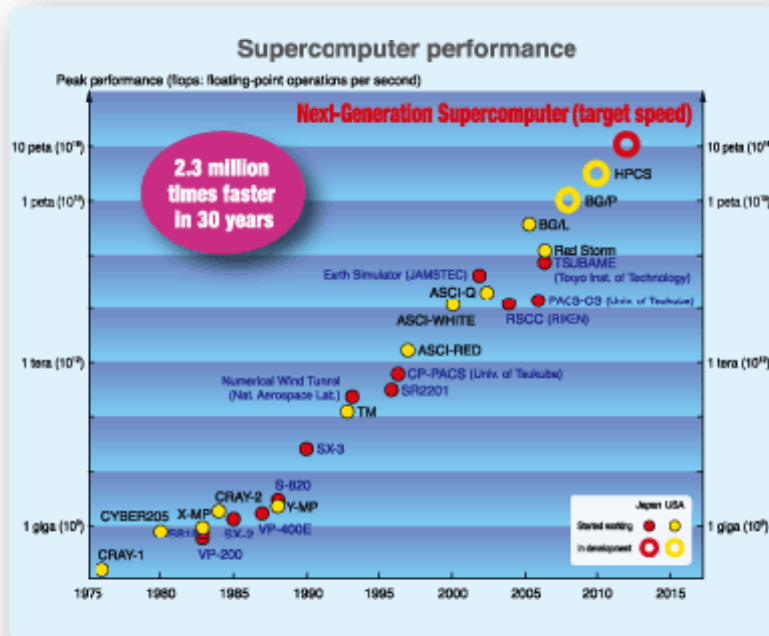 Supercomputer performance
Peak performance (flops: floating-point operations per second)
Next-Generation Supercomputer (target speed)
10 peta (10¹⁶)
10 peta
2.3 million
times faster
in 30 years
HPCS
1 peta (10¹⁵)
1 peta (10¹⁵)
BG/P
BG/L
Red Storm
TSUBAME
(Tokyo Inst. of Technology)
Earth Simulator (JAMSTEC)
ASCI-Q
PACS-CS (Univ. of Tsukuba)
RSCC (RIKEN)
ASCI-WHITE
1 tera (10¹²)
1 tera (10¹²)
ASCI-RED
CP-PACS (Univ. of Tsukuba)
SR2201
Numerical Wind Tunnel
(Nat. Aerospace Lab.)
TM
SX-3
S-820
CRAY-2
Y-MP
X-MP
CYBER205
VP-400E
SX-2
VP-200
1 giga (10⁹)
1 giga (10⁹)
CRAY-1
Japan USA
Started working
In development
1975 1980 1985 1990 1995 2000 2005 2010 2015